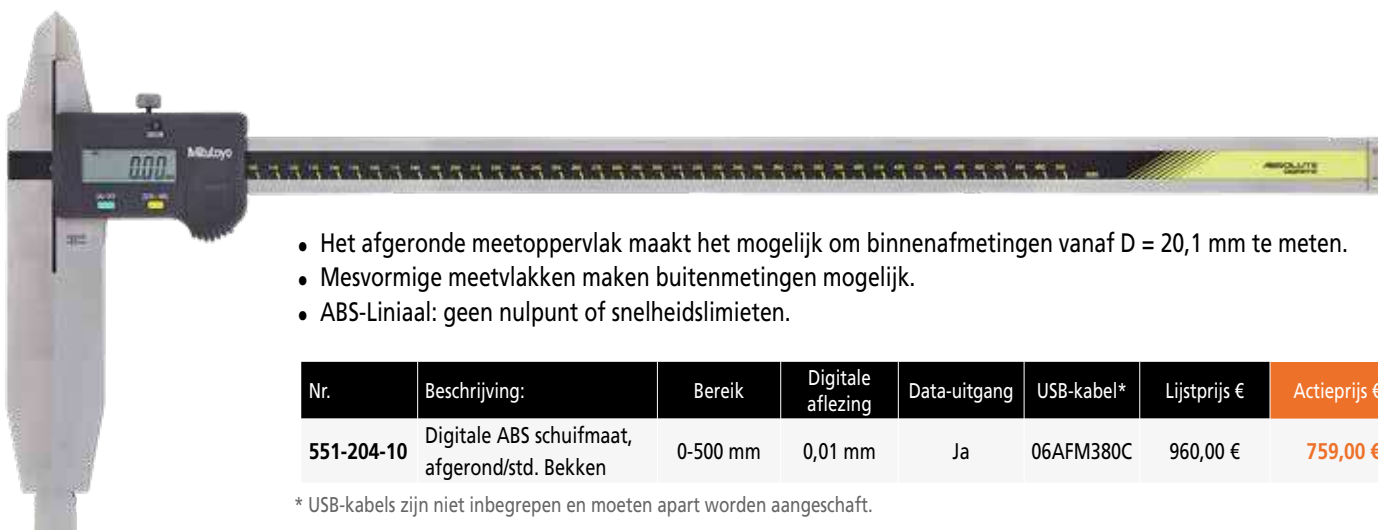 Mitutoyo
0.00
ABSOLUTE
• Het afgeronde meetoppervlak maakt het mogelijk om binnenafmetingen vanaf D = 20,1 mm te meten.
• Mesvormige meetvlakken maken buitenmetingen mogelijk.
• ABS-Liniaal: geen nulpunt of snelheidslimieten.
Nr. Beschrijving: Bereik Digitale aflezing Data-uitgang USB-kabel* Lijstprijs € Actieprijs €
551-204-10 Digitale ABS schuifmaat, afgerond/std. Bekken 0-500 mm 0,01 mm Ja 06AFM380C 960,00 € 759,00 €
* USB-kabels zijn niet inbegrepen en moeten apart worden aangeschaft.